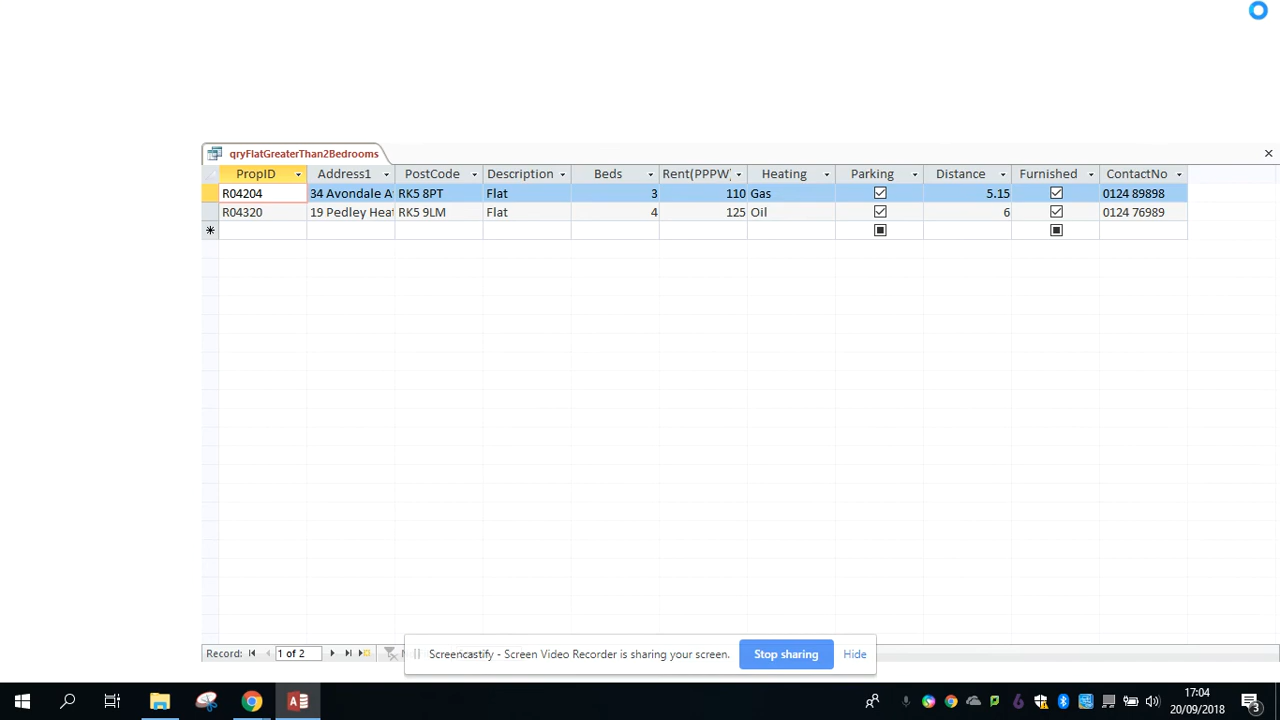 qryFlatGreaterThan2Bedrooms
PropID Address1 PostCode Description Beds Rent(PPPW) Heating Parking Distance Furnished ContactNo
R04204 34 Avondale A RK5 8PT Flat 3 110 Gas 5.15 0124 89898
R04320 19 Pedley Hea RK5 9LM Flat 4 125 Oil 6 0124 76989
Record: 1 of 2
Screencastify - Screen Video Recorder is sharing your screen. Stop sharing Hide
17:04
20/09/2018
3